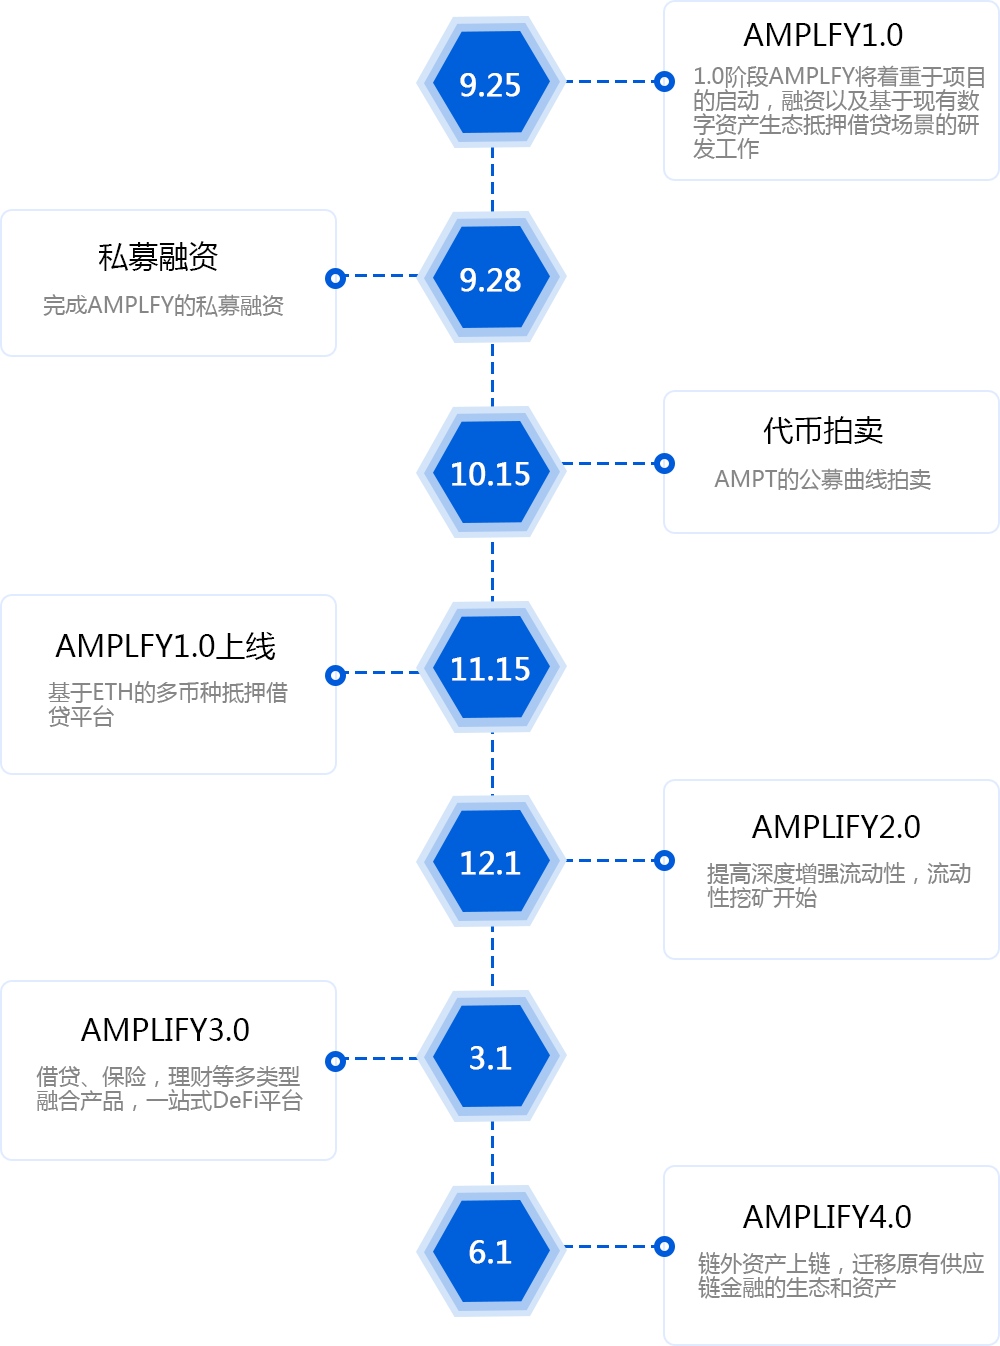 9.25
AMPLFY1.0
1.0阶段AMPLFY将着重于项目
的启动，融资以及基于现有数
字资产生态抵押借贷场景的研
发工作
9.28
私募融资
完成AMPLFY的私募融资
10.15
代币拍卖
AMPT的公募曲线拍卖
11.15
AMPLFY1.0上线
基于ETH的多币种抵押借
贷平台
12.1
AMPLIFY2.0
提高深度增强流动性，流动
性挖矿开始
3.1
AMPLIFY3.0
借贷、保险，理财等多类型
融合产品，一站式DeFi平台
6.1
AMPLIFY4.0
链外资产上链，迁移原有供应
链金融的生态和资产